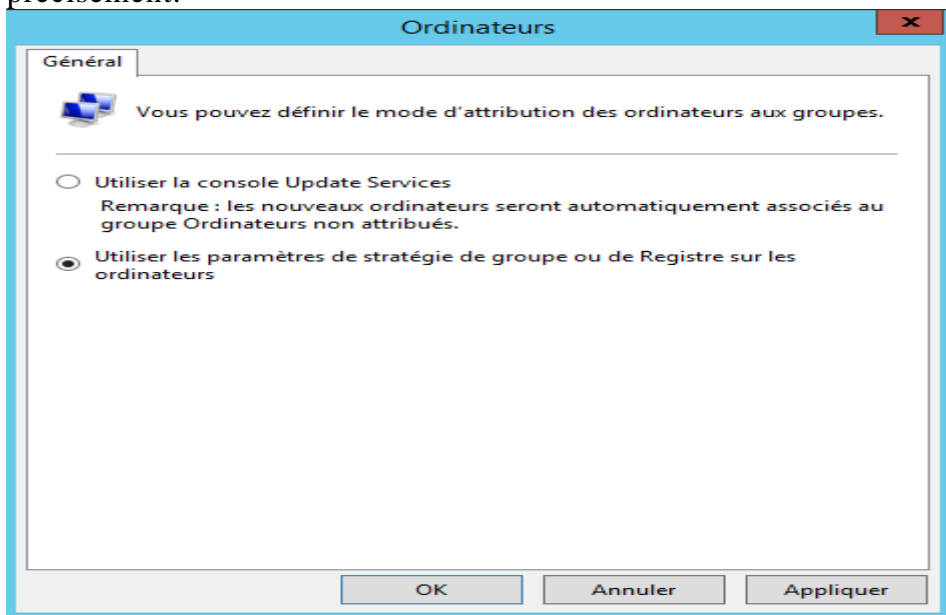 précisément.
Ordinateurs
Général
Vous pouvez définir le mode d'attribution des ordinateurs aux groupes.
Utiliser la console Update Services
Remarque : les nouveaux ordinateurs seront automatiquement associés au
groupe Ordinateurs non attribués.
Utiliser les paramètres de stratégie de groupe ou de Registre sur les
ordinateurs
OK
Annuler
Appliquer